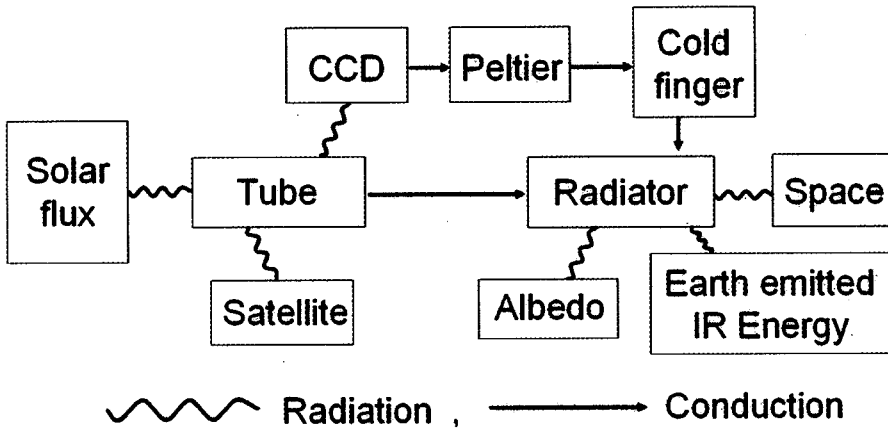 CCD
Peltier
Cold
finger
Solar
flux
Tube
Radiator
Space
Satellite
Albedo
Earth emitted
IR Energy
Radiation , Conduction